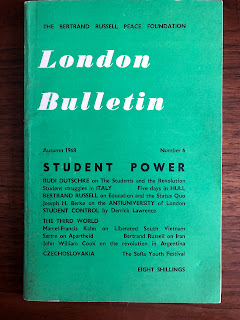 THE BERTRAND RUSSELL PEACE FOUNDATION
London
Bulletin
Autumn 1968 Number 6
STUDENT POWER
RUDI DUTSCHKE on The Students and the Revolution
Student struggles in ITALY Five days in HULL
BERTRAND RUSSELL on Education and the Status Quo
Joseph H. Berke on the ANTIUNIVERSITY of London
STUDENT CONTROL by Derrick Lawrence
THE THIRD WORLD
Marcel-Francis Kahn on Liberated South Vietnam
Sartre on Apartheid Bertrand Russell on Iran
John William Cook on the revolution in Argentina
CZECHOSLOVAKIA The Sofia Youth Festival
EIGHT SHILLINGS